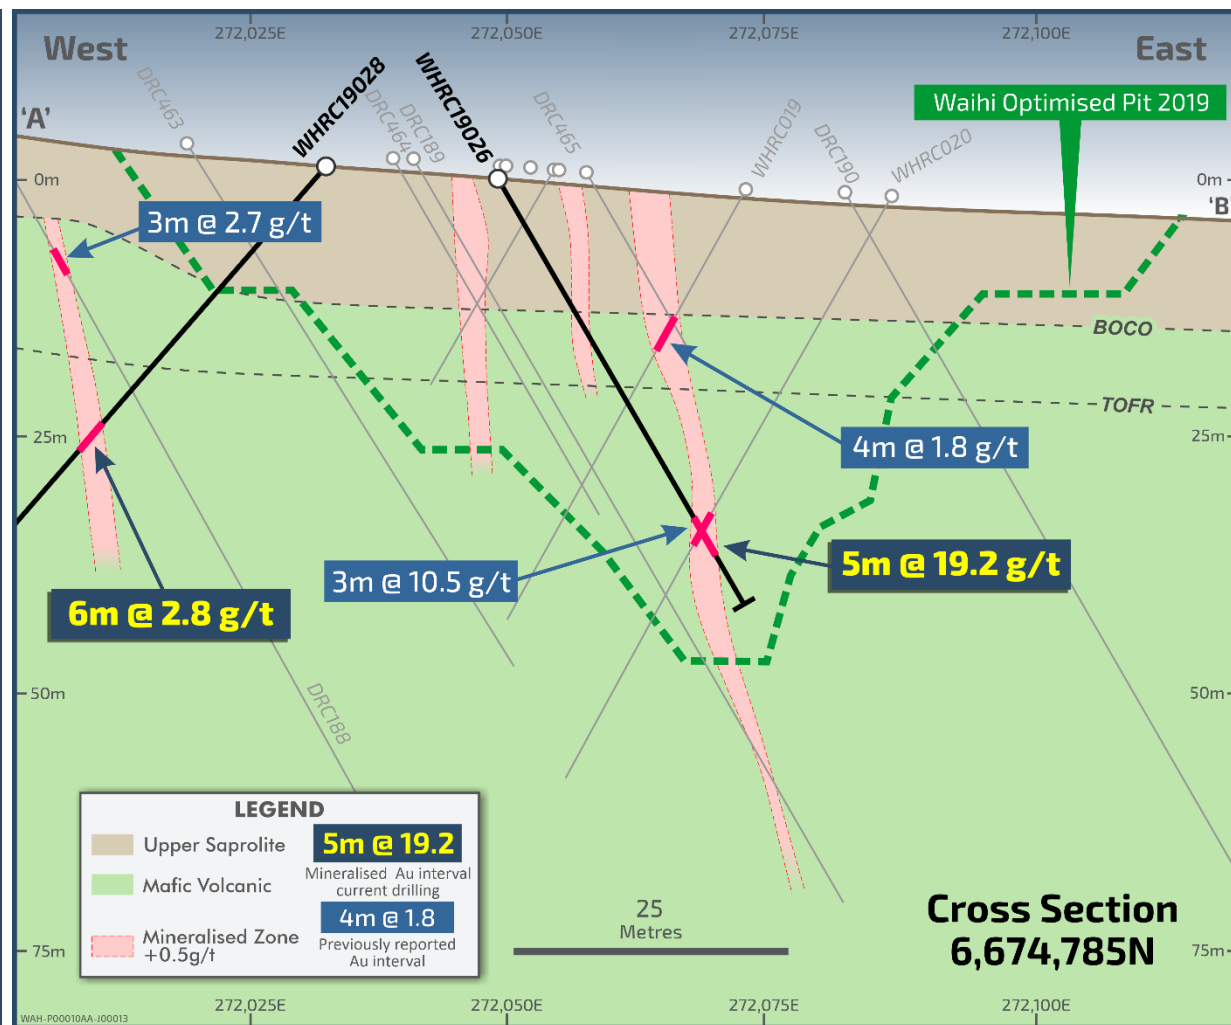 272,025E
272,050E
272,075E
272,100E
West
East
'A'
'B'
DRC463
WHRC19028
DRC464
DRC189
WHRC19026
DRC465
WHRC019
DRC190
WHRC020
Waihi Optimised Pit 2019
0m
0m
3m @ 2.7 g/t
BOCO
TOFR
25m
25m
4m @ 1.8 g/t
3m @ 10.5 g/t
5m @ 19.2 g/t
6m @ 2.8 g/t
50m
50m
DRC188
LEGEND
Upper Saprolite
5m @ 19.2
Mineralised Au interval
current drilling
Mafic Volcanic
4m @ 1.8
Previously reported
Au interval
Mineralised Zone
+0.5g/t
25
Metres
Cross Section
6,674,785N
75m
75m
272,025E
272,050E
272,075E
272,100E
WAH-P00010AA-J00013